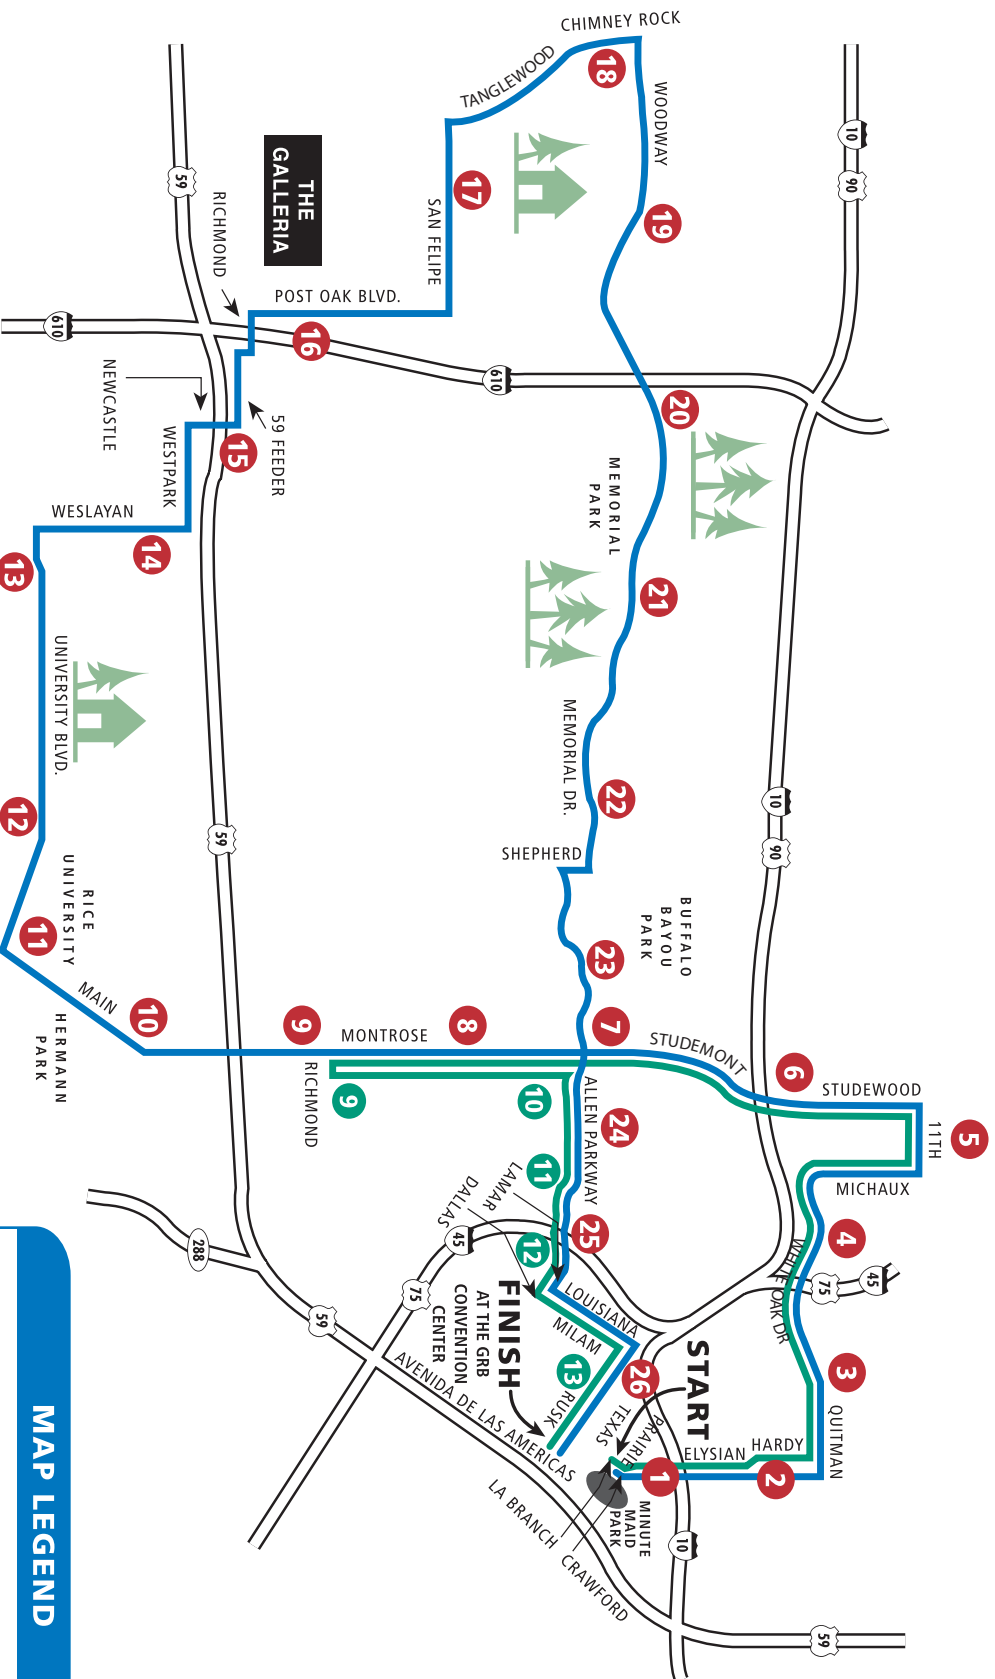 CHIMNEY ROCK
TANGLEWOOD
18
WOODWAY
10
90
59
THE
GALLERIA
17
SAN FELIPE
19
RICHMOND
POST OAK BLVD.
610
16
610
NEWCASTLE
59 FEEDER
15
WESTPARK
20
MEMORIAL
PARK
WESLAYAN
14
13
21
UNIVERSITY BLVD.
MEMORIAL DR.
22
10
90
59
12
SHEPHERD
RICE
UNIVERSITY
11
BUFFALO
BAYOU
PARK
23
MAIN
10
HERMANN
PARK
9
MONTROSE
8
7
STUDEMONT
6
STUDEWOOD
11TH
5
RICHMOND
9
10
ALLEN PARKWAY
24
MICHAUX
11
LAMAR
DALLAS
25
12
4
WHITE OAK DR
45
75
288
59
45
75
FINISH
AT THE GRB
CONVENTION
CENTER
LOUISIANA
MILAM
13
RUSK
AVENIDA DE LAS AMERICAS
START
26
TEXAS
PRAIRIE
3
QUITMAN
ELYSIAN
HARDY
1
2
MINUTE
MAID
PARK
LA BRANCH
CRAWFORD
10
59
MAP LEGEND